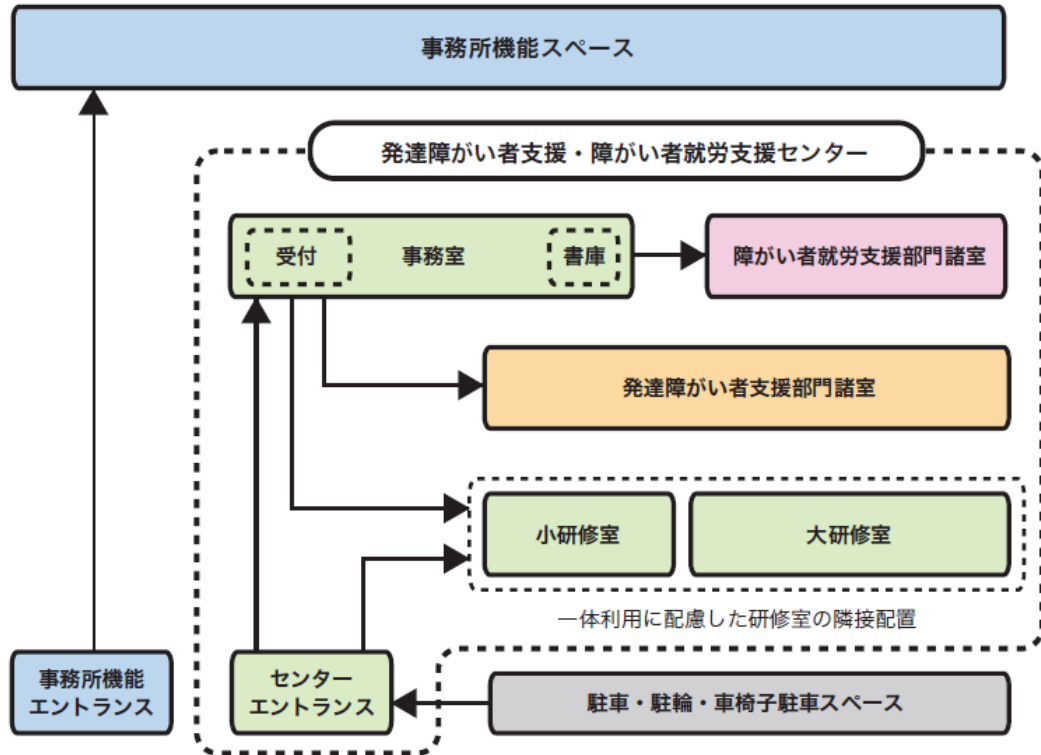 事務所機能スペース
発達障がい者支援・障がい者就労支援センター
受付
事務室
書庫
障がい者就労支援部門諸室
発達障がい者支援部門諸室
小研修室
大研修室
一体利用に配慮した研修室の隣接配置
事務所機能
エントランス
センター
エントランス
駐車・駐輪・車椅子駐車スペース